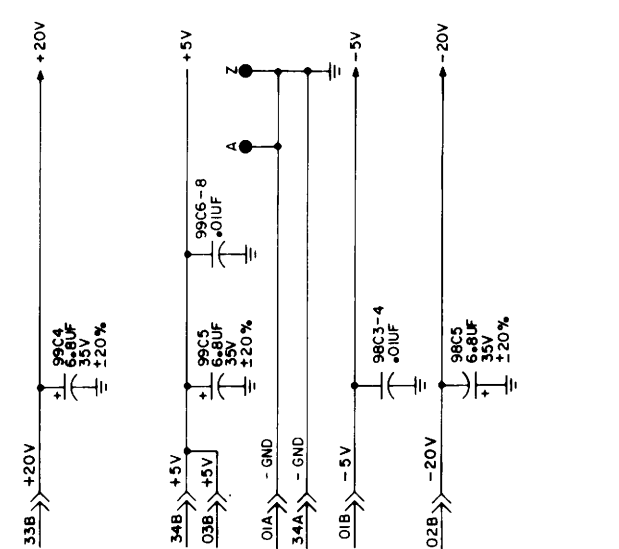 +20V
+5V
Z
-5V
-20V
A
99C6-8
.01UF
99C4
6.8UF
35V
±20%
+
99C5
6.8UF
35V
±20%
+
98C3-4
.01UF
98C5
6.8UF
35V
±20%
+
+20V
+5V
+5V
- GND
- GND
-5V
-20V
33B
34B
03B
01A
34A
01B
02B